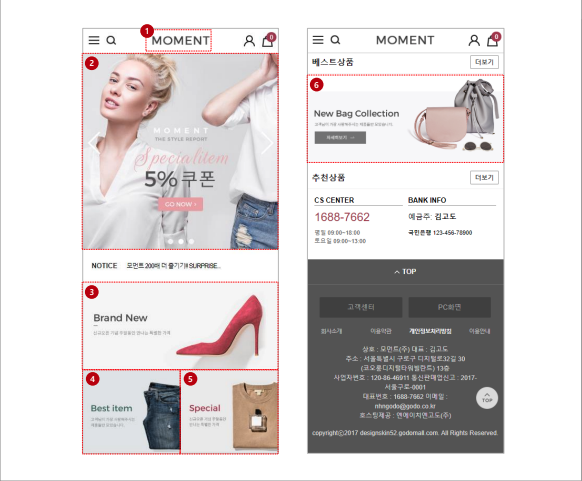 1
MOMENT
0
2
MOMENT
THE STYLE REPORT
Special item
5% 쿠폰
GO NOW >
NOTICE 모먼트 200배 더 즐기기!! SURPRISE...
3
Brand New
4
Best item
5
Special
MOMENT
0
베스트상품
더보기
6
New Bag Collection
자세히보기
추천상품
더보기
CS CENTER
1688-7662
평일 09:00~18:00
토요일 09:00~13:00
BANK INFO
예금주: 김고도
국민은행 123-456-78900
TOP
고객센터
PC화면
회사소개
이용약관
개인정보처리방침
이용안내
상호 : 모먼트(주) 대표 : 김고도
주소 : 서울특별시 구로구 디지털로32길 30
(코오롱디지털타워빌란트) 13층
사업자번호 : 120-86-46911 통신판매업신고 : 2017-
서울구로-0001
대표번호 : 1688-7662 이메일 :
nhngodo@godo.co.kr
호스팅제공 : 엔에이치엔고도(주)
TOP
copyrightⓒ2017 designskin52.godomall.com. All Rights Reserved.